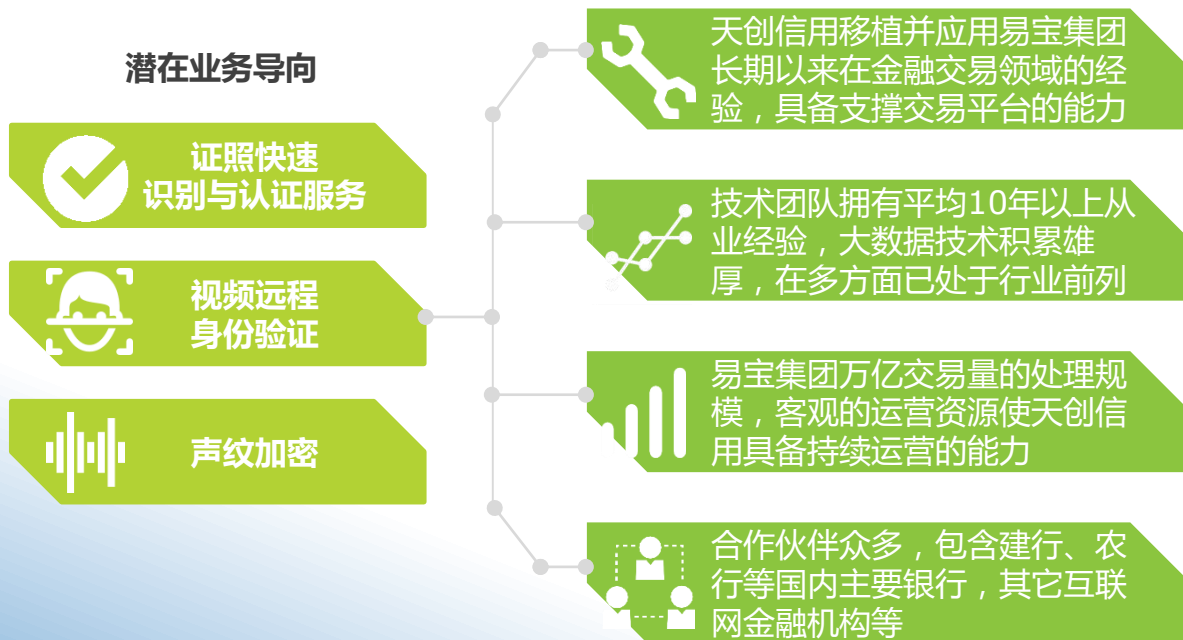 潜在业务导向
证照快速
识别与认证服务
视频远程
身份验证
声纹加密
天创信用移植并应用易宝集团
长期以来在金融交易领域的经
验，具备支撑交易平台的能力
技术团队拥有平均10年以上从
业经验，大数据技术积累雄
厚，在多方面已处于行业前列
易宝集团万亿交易量的处理规
模，客观的运营资源使天创信
用具备持续运营的能力
合作伙伴众多，包含建行、农
行等国内主要银行，其它互联
网金融机构等